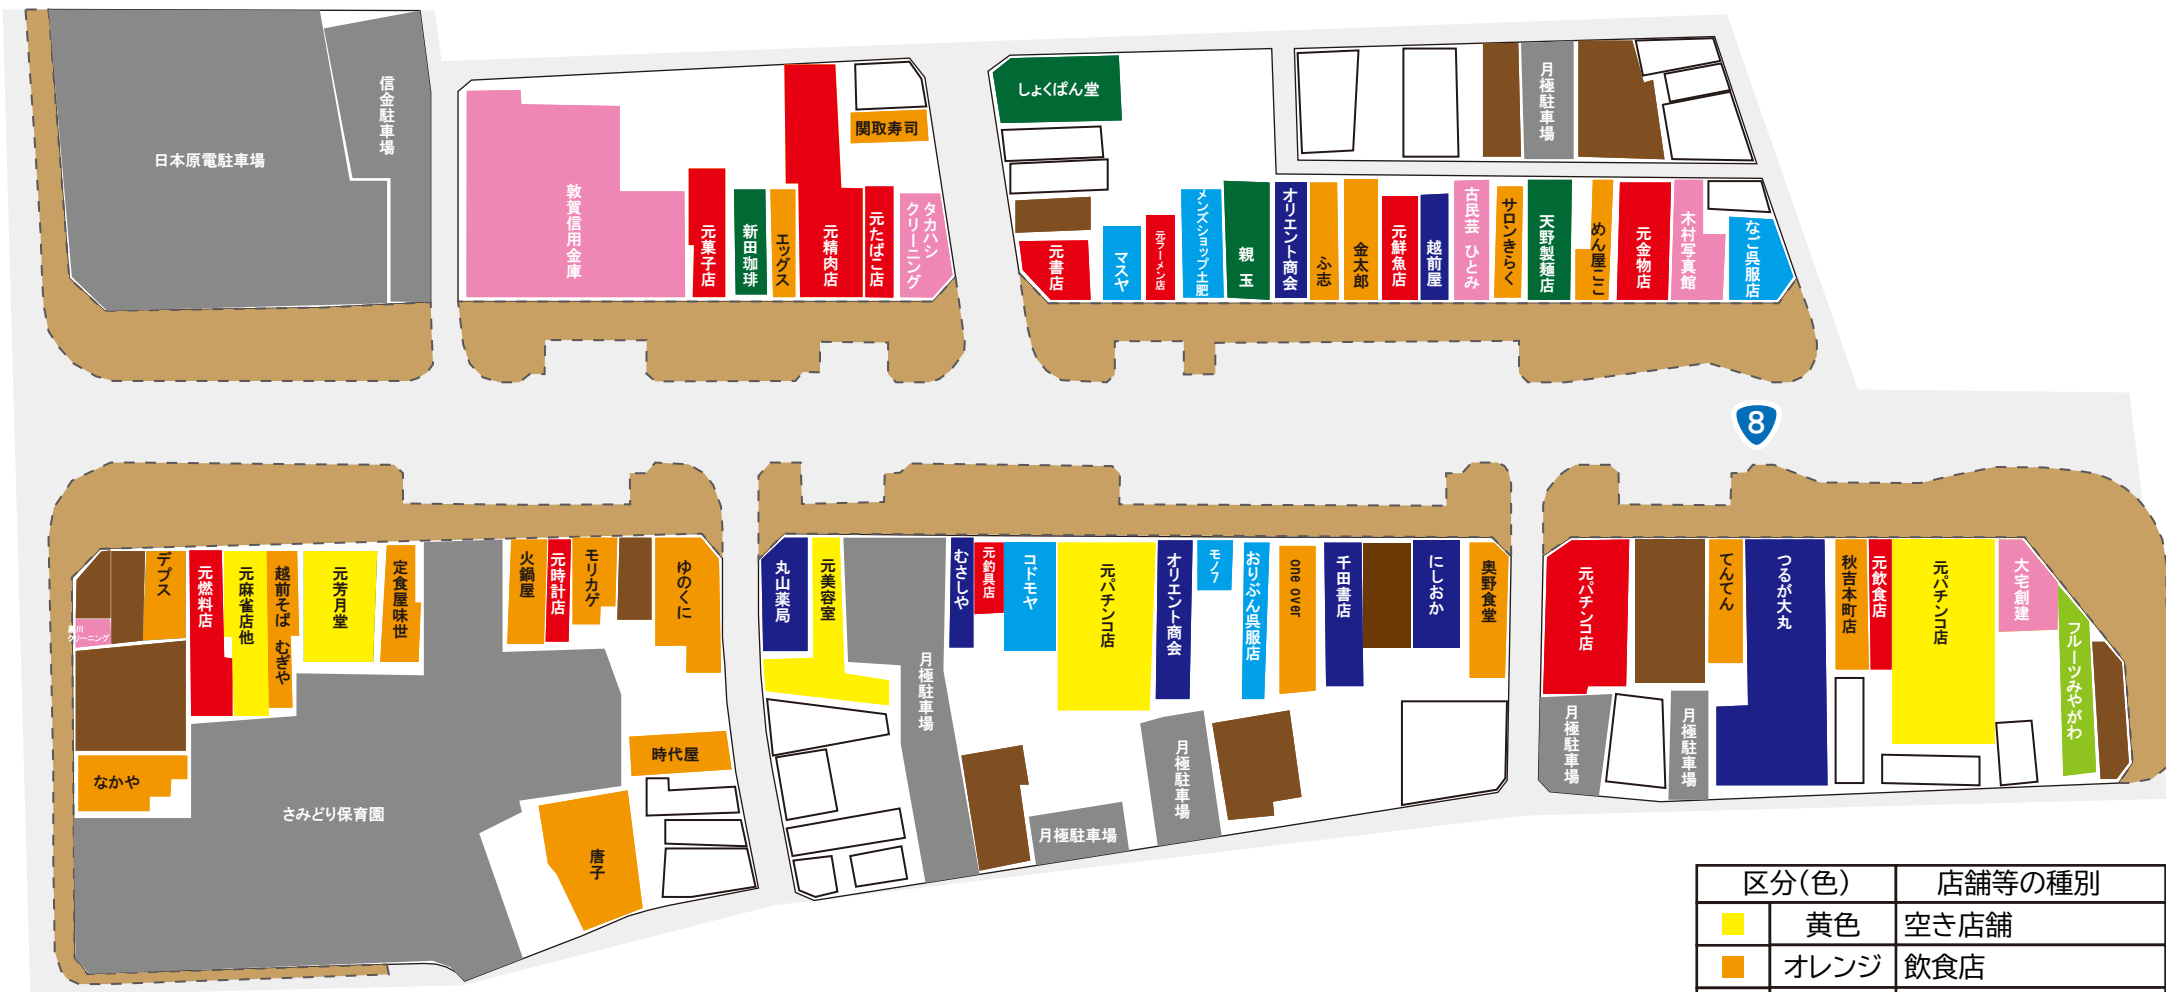 日本原電駐車場
信金駐車場
敦賀信用金庫
元菓子店
新田珈琲
エッグス
元精肉店
元たばこ店
関取寿司
タカハシ
クリーニング
しょくぱん堂
元書店
マスヤ
元ラーメン店
メンズショップ土肥
親玉
オリエント商会
ふ志
金太郎
元鮮魚店
越前屋
古民芸 ひとみ
サロンきらく
天野製麺店
めん屋ここ
元金物店
木村写真館
なご呉服店
月極駐車場
8
クリーニング
デプス
元燃料店
元麻雀店他
越前そば むぎや
元芳月堂
定食屋味世
火鍋屋
元時計店
モリカゲ
ゆのくに
なかや
さみどり保育園
時代屋
唐子
丸山薬局
元美容室
月極駐車場
むさしや
元釣具店
コドモヤ
元パチンコ店
オリエント商会
モノ7
おりぶん呉服店
one over
千田書店
にしおか
奥野食堂
月極駐車場
月極駐車場
元パチンコ店
てんてん
つるが大丸
秋吉本町店
元飲食店
元パチンコ店
大宅創建
フルーツみやがわ
月極駐車場
月極駐車場
区分(色) 店舗等の種別
黄色 空き店舗
オレンジ 飲食店